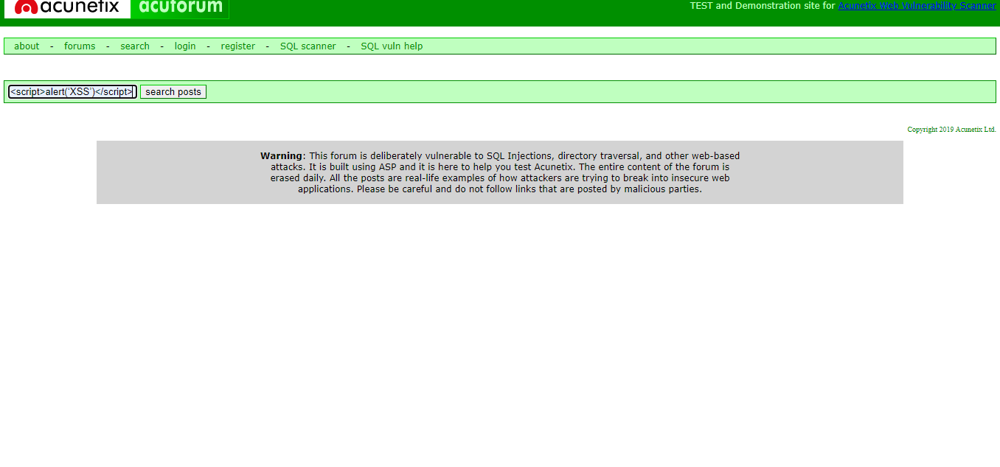 acunetix acuforum TEST and Demonstration site for Acunetix Web Vulnerability Scanner
about - forums - search - login - register - SQL scanner - SQL vuln help
<script>alert(‘XSS’)</script> search posts
Copyright 2019 Acunetix Ltd.
Warning: This forum is deliberately vulnerable to SQL Injections, directory traversal, and other web-based
attacks. It is built using ASP and it is here to help you test Acunetix. The entire content of the forum is
erased daily. All the posts are real-life examples of how attackers are trying to break into insecure web
applications. Please be careful and do not follow links that are posted by malicious parties.